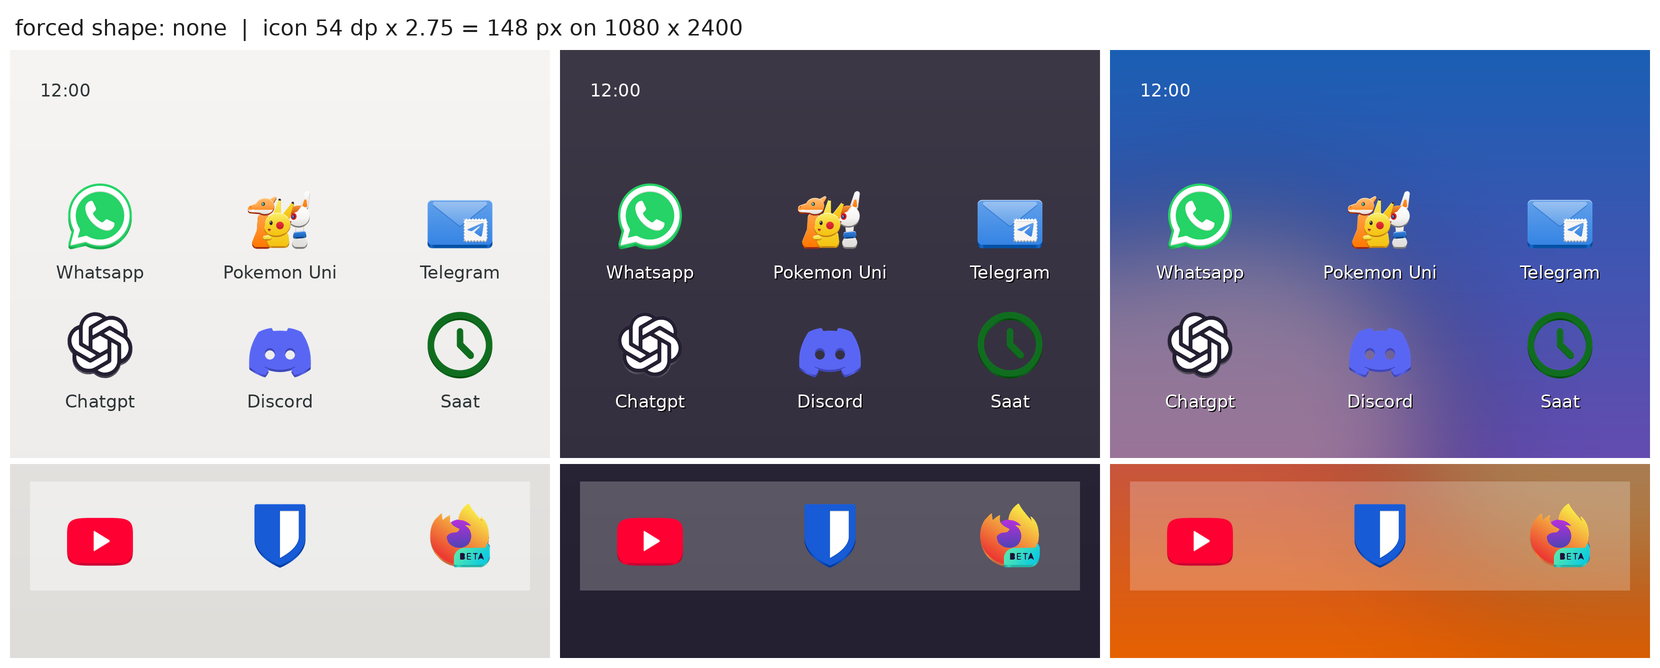 forced shape: none | icon 54 dp x 2.75 = 148 px on 1080 x 2400
12:00
12:00
12:00
Whatsapp Pokemon Uni Telegram
Whatsapp Pokemon Uni Telegram
Whatsapp Pokemon Uni Telegram
Chatgpt Discord Saat
Chatgpt Discord Saat
Chatgpt Discord Saat
BETA
BETA
BETA